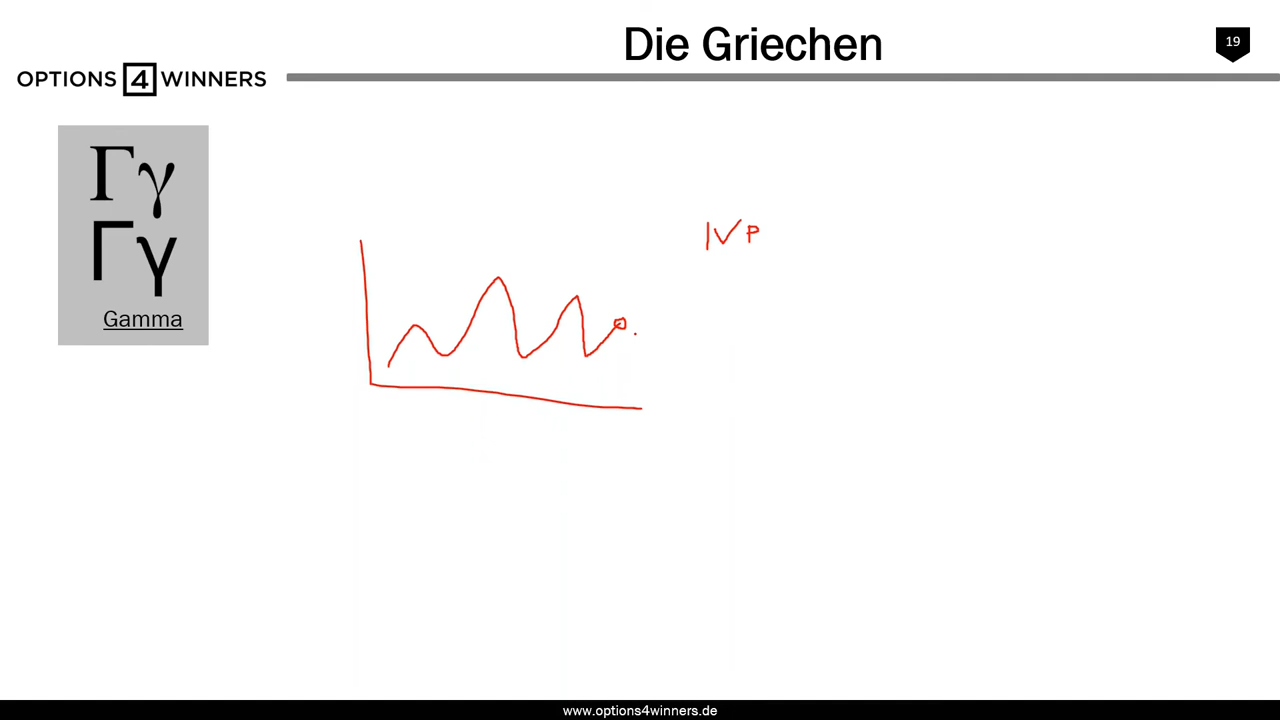 Die Griechen
19
OPTIONS 4 WINNERS
Γγ
Γγ
Gamma
IVP
www.options4winners.de